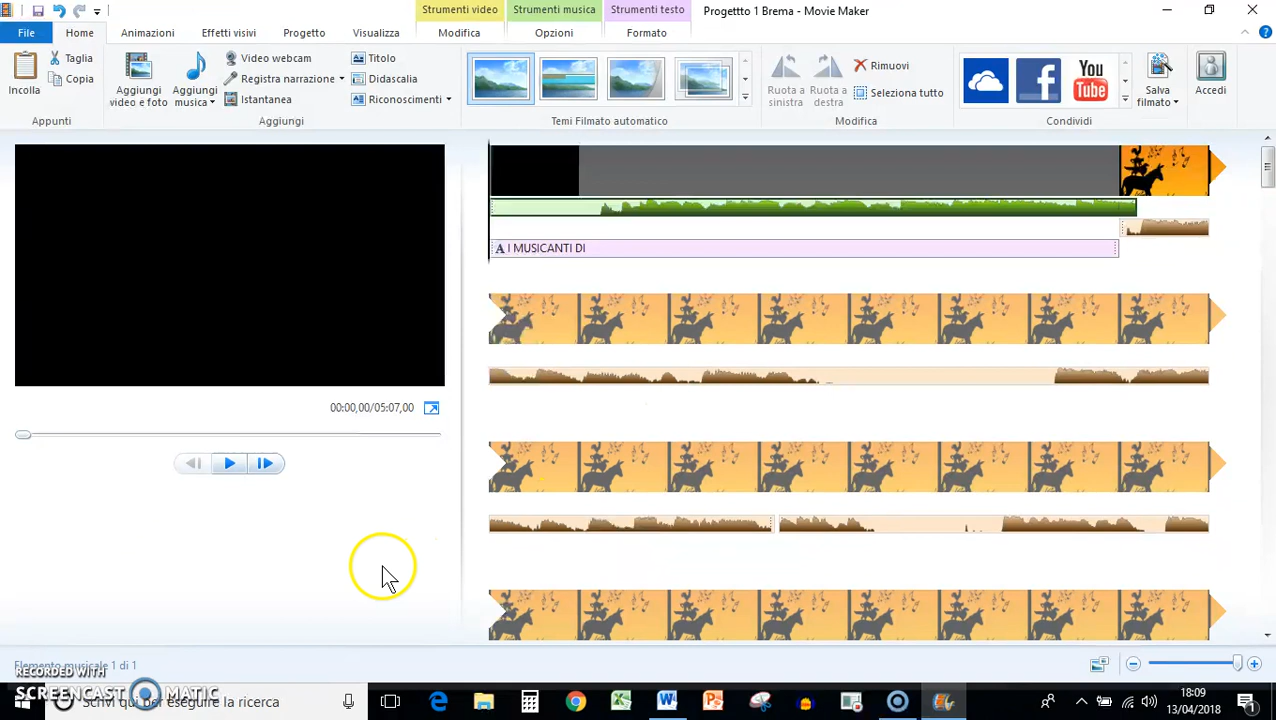 Strumenti video Strumenti musica Strumenti testo Progettto 1 Brema - Movie Maker
File Home Animazioni Effetti visivi Progetto Visualizza Modifica Opzioni Formato
Incolla
Taglia
Copia
Appunti
Aggiungi
video e foto
Aggiungi
musica
Video webcam
Registra narrazione
Istantanea
Titolo
Didascalia
Riconoscimenti
Aggiungi
Temi Filmato automatico
Ruota a
sinistra
Ruota a
destra
Rimuovi
Seleziona tutto
Modifica
You
Tube
Condividi
Salva
filmato
Accedi
A I MUSICANTI DI
00:00,00/05:07,00
Elemento musicale 1 di 1
RECORDED WITH
SCREENCAST MATIC
Scrivi qui per eseguire la ricerca
18:09
13/04/2018